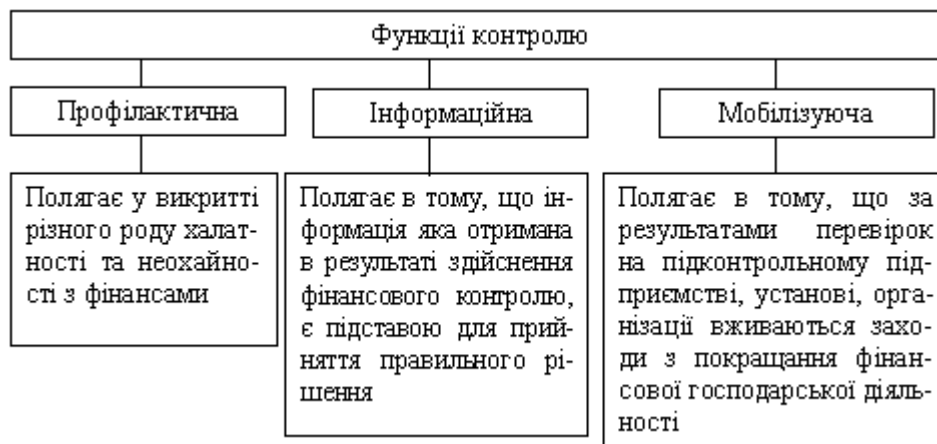 Функції контролю
Профілактична
Інформаційна
Мобілізуюча
Полягає у викритті
різного роду халат-
ності та неохайно-
сті з фінансами
Полягає в тому, що ін-
формація яка отримана
в результаті здійснення
фінансового контролю,
є підставою для прий-
няття правильного рі-
шення
Полягає в тому, що за
результатами перевірок
на підконтрольному під-
приємстві, установі, орга-
нізації вживаються захо-
ди з покращання фінан-
сової господарської діяль-
ності